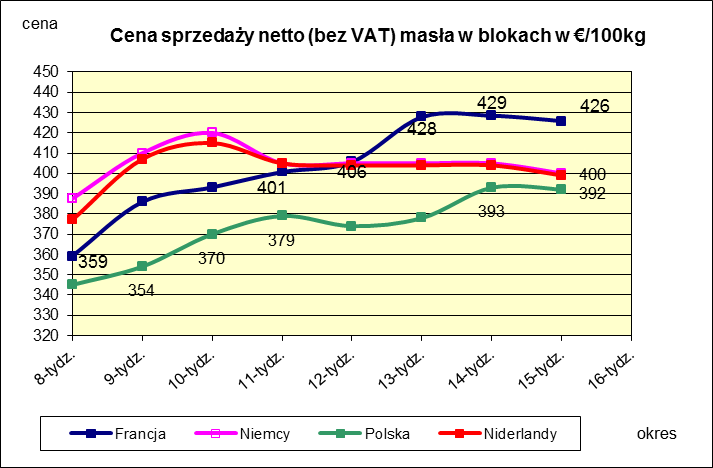 cena
Cena sprzedaży netto (bez VAT) masła w blokach w €/100kg
450
440
430
420
410
400
390
380
370
360
350
340
330
320
359
354
370
401
379
406
428
429
393
426
400
392
8-tydz.
9-tydz.
10-tydz.
11-tydz.
12-tydz.
13-tydz.
14-tydz.
15-tydz.
16-tydz.
Francja Niemcy Polska Niderlandy
okres